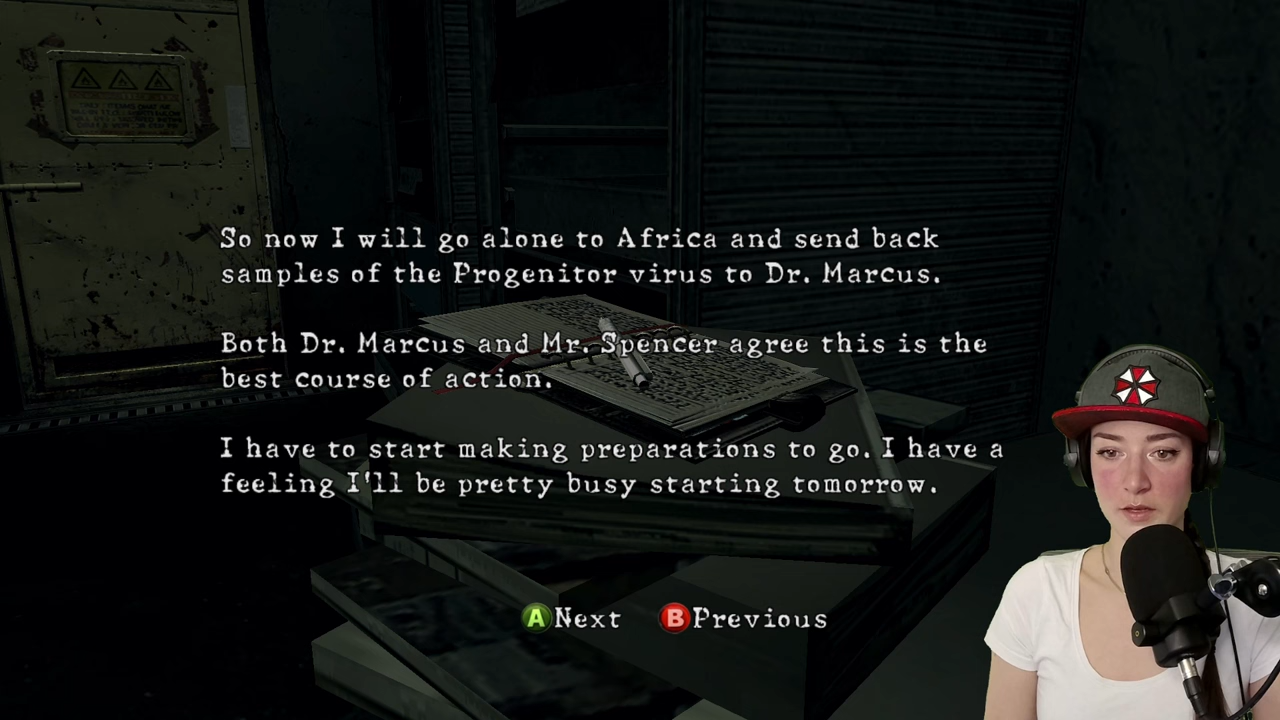 So now I will go alone to Africa and send back
samples of the Progenitor virus to Dr. Marcus.
Both Dr. Marcus and Mr. Spencer agree this is the
best course of action.
I have to start making preparations to go. I have a
feeling I'll be pretty busy starting tomorrow.
A Next B Previous